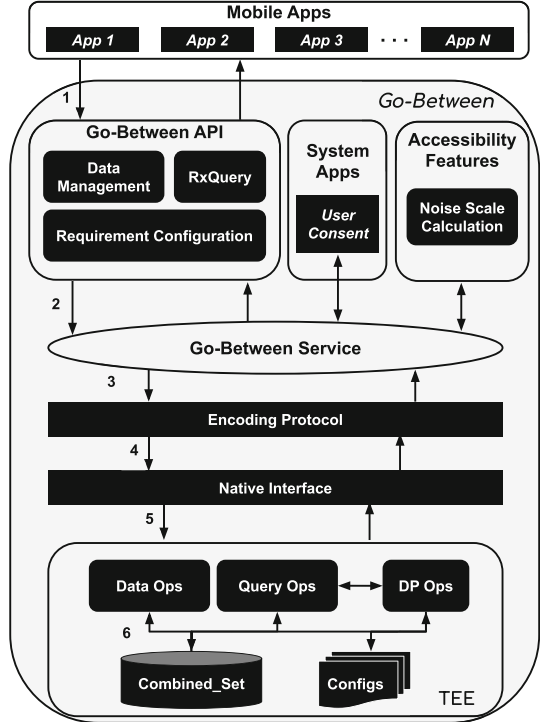 Mobile Apps
App 1
App 2
App 3
. . .
App N
1
Go-Between
Go-Between API
Data
Management
RxQuery
Requirement Configuration
System
Apps
User
Consent
Accessibility
Features
Noise Scale
Calculation
2
Go-Between Service
3
Encoding Protocol
4
Native Interface
5
Data Ops
Query Ops
DP Ops
6
Combined_Set
Configs
TEE